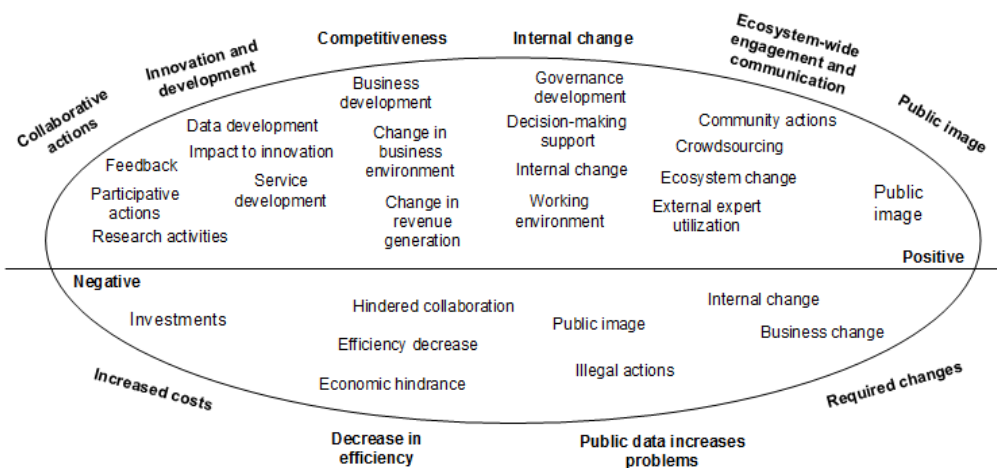 Collaborative
actions
Innovation and
development
Competitiveness
Internal change
Ecosystem-wide
engagement and
communication
Public image
Feedback
Participative
actions
Research activities
Data development
Impact to innovation
Service
development
Business
development
Change in
business
environment
Change in
revenue
generation
Governance
development
Decision-making
support
Internal change
Working
environment
Community actions
Crowdsourcing
Ecosystem change
External expert
utilization
Public
image
Positive
Negative
Investments
Hindered collaboration
Efficiency decrease
Economic hindrance
Public image
Illegal actions
Internal change
Business change
Increased costs
Decrease in
efficiency
Public data increases
problems
Required changes